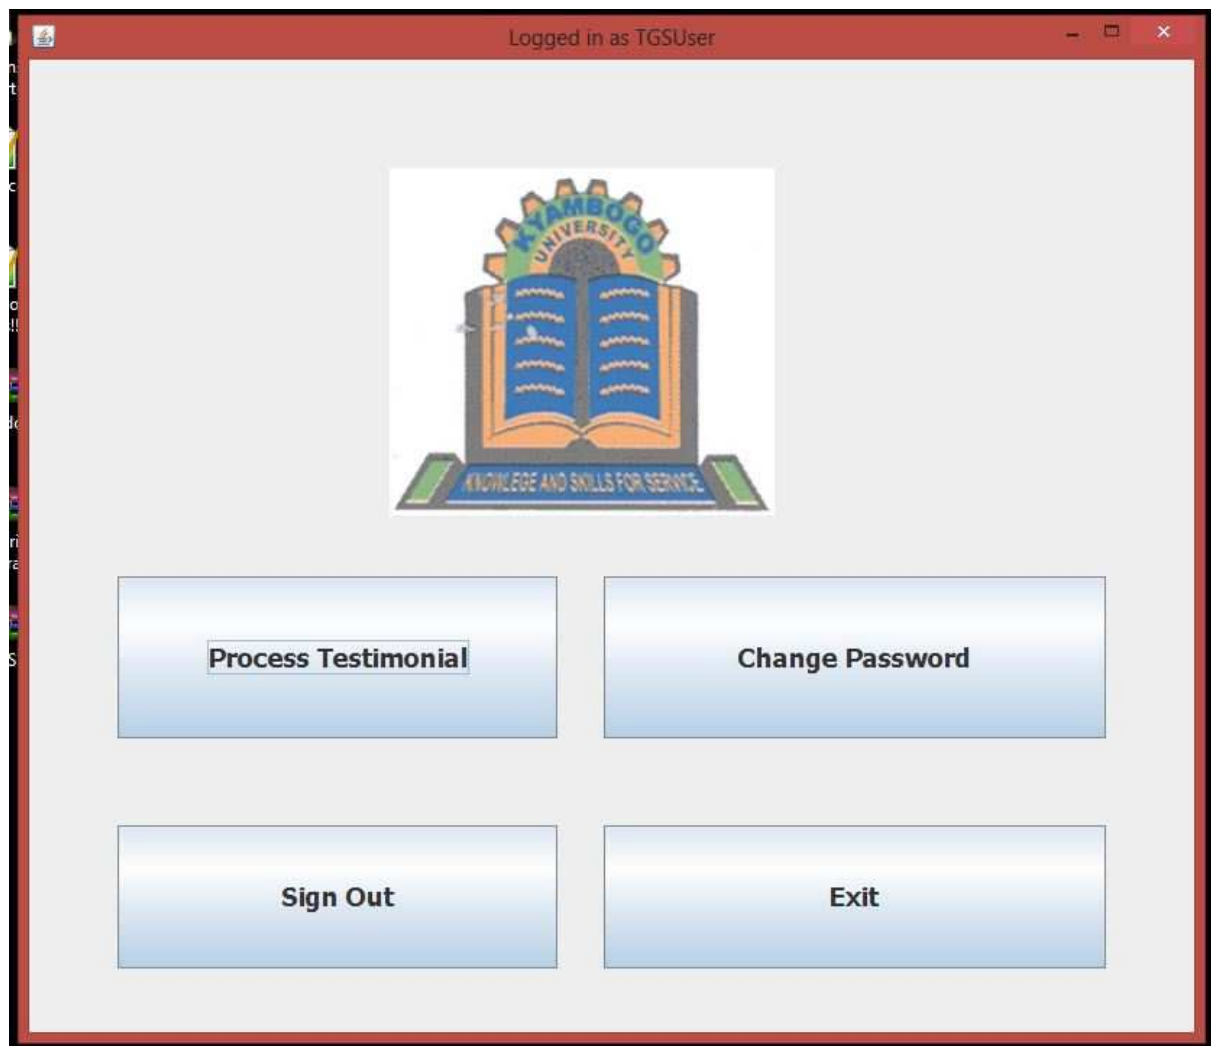 Logged in as TGSUser
KYAMBOGO
UNIVERSITY
KNOWLEGE AND SKILLS FOR SERVICE
Process Testimonial
Change Password
Sign Out
Exit